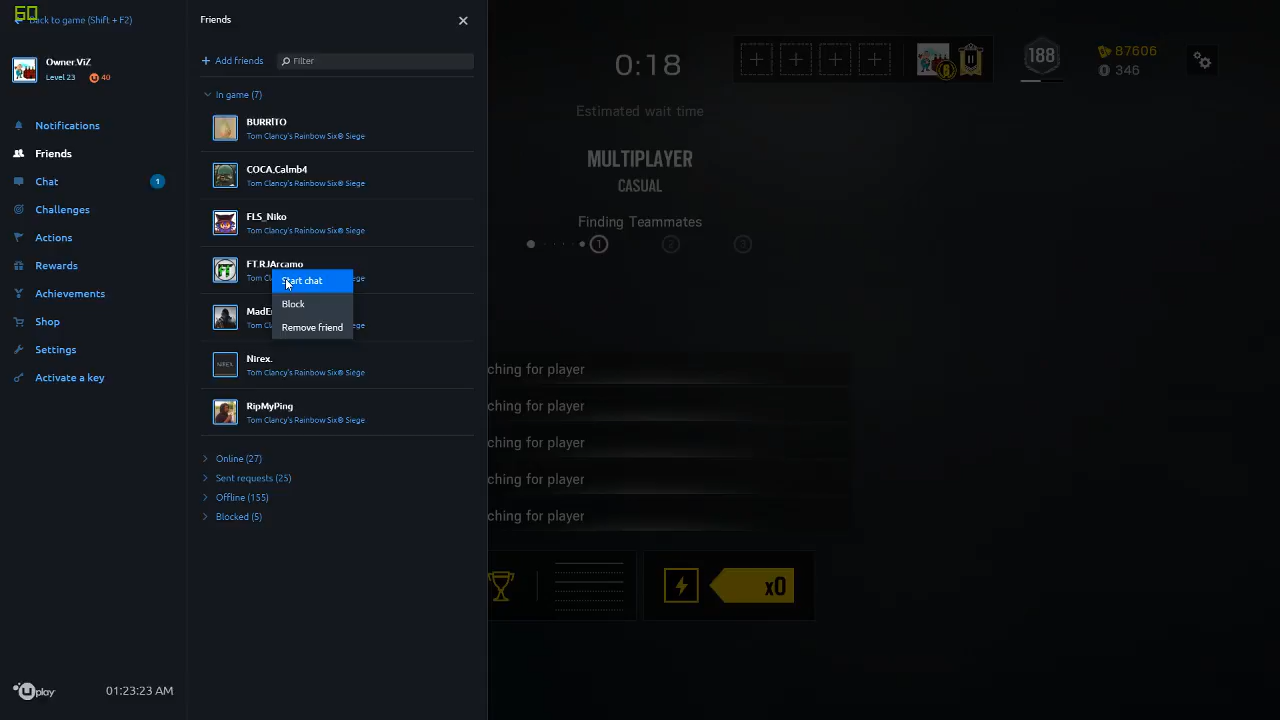 60
Back to game (Shift + F2)
Owner.ViZ
Level 23 40
Notifications
Friends
Chat 1
Challenges
Actions
Rewards
Achievements
Shop
Settings
Activate a key
uplay 01:23:23 AM
Friends
+ Add friends Filter
In game (7)
BURRITO
Tom Clancy's Rainbow Six® Siege
COCA.Calmb4
Tom Clancy's Rainbow Six® Siege
FLS_Niko
Tom Clancy's Rainbow Six® Siege
FT.RJArcamo
Tom Siege
Start chat
Block
Remove friend
Nirex.
Tom Clancy's Rainbow Six® Siege
RipMyPing
Tom Clancy's Rainbow Six® Siege
Online (27)
Sent requests (25)
Offline (155)
Blocked (5)
0:18
Estimated wait time
MULTIPLAYER
CASUAL
Finding Teammates
1 2 3
188
87606
346
ching for player
ching for player
ching for player
ching for player
ching for player
x0